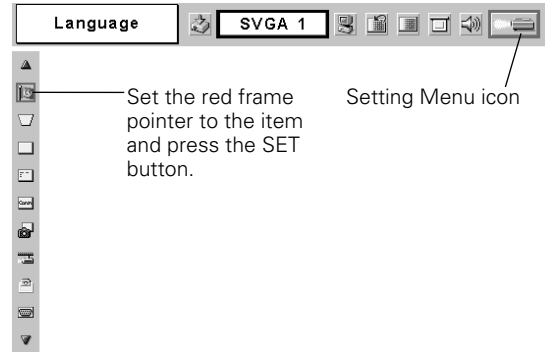 Language
SVGA 1
Set the red frame
pointer to the item
and press the SET
button.
Setting Menu icon
Comm